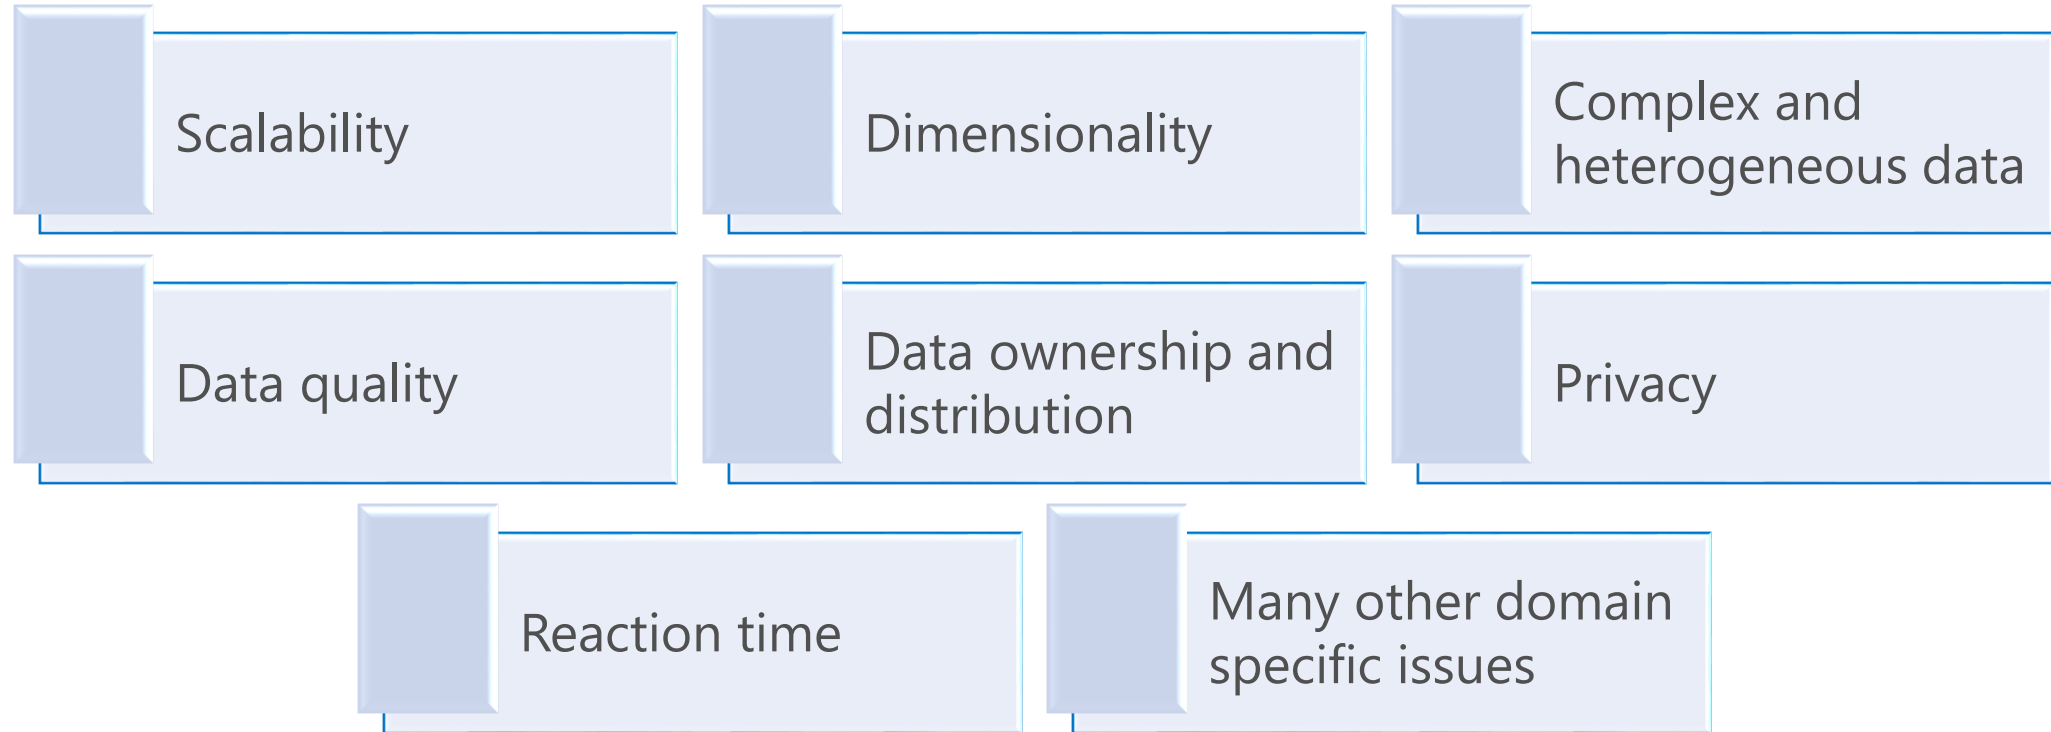 Scalability
Dimensionality
Complex and
heterogeneous data
Data quality
Data ownership and
distribution
Privacy
Reaction time
Many other domain
specific issues